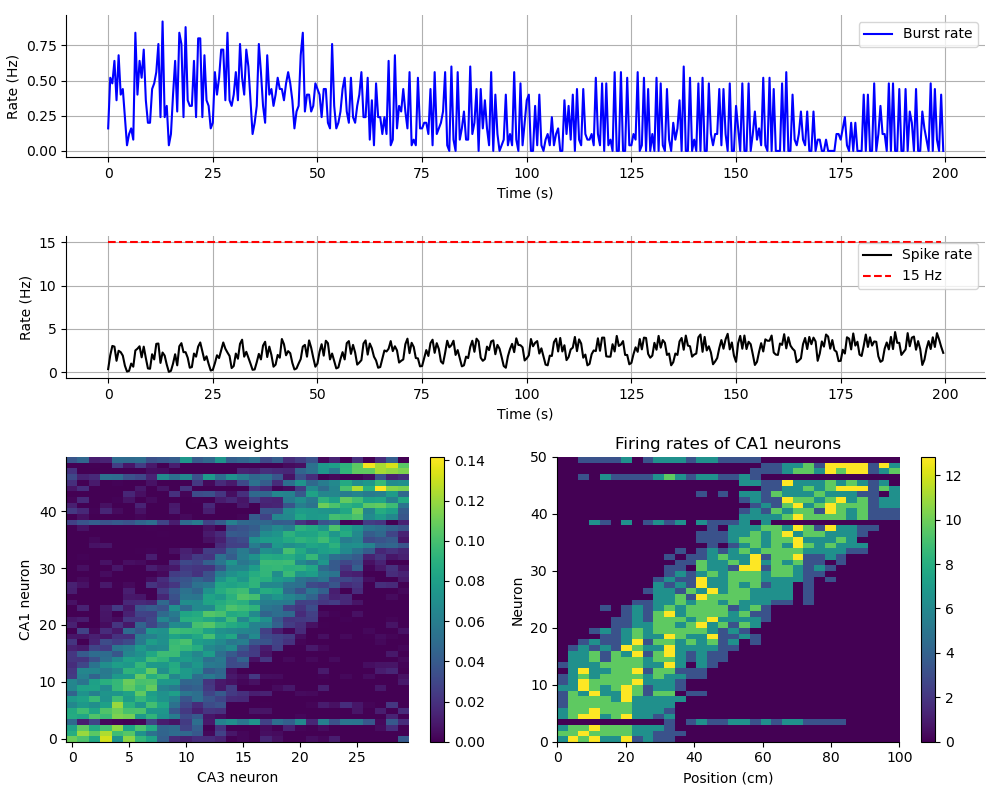 Rate (Hz)
0.75
0.50
0.25
0.00
Burst rate
0 25 50 75 100 125 150 175 200
Time (s)
Rate (Hz)
15
10
5
0
Spike rate
15 Hz
0 25 50 75 100 125 150 175 200
Time (s)
CA3 weights
CA1 neuron
40
30
20
10
0
0 5 10 15 20 25
CA3 neuron
0.14
0.12
0.10
0.08
0.06
0.04
0.02
0.00
Firing rates of CA1 neurons
Neuron
50
40
30
20
10
0
0 20 40 60 80 100
Position (cm)
12
10
8
6
4
2
0